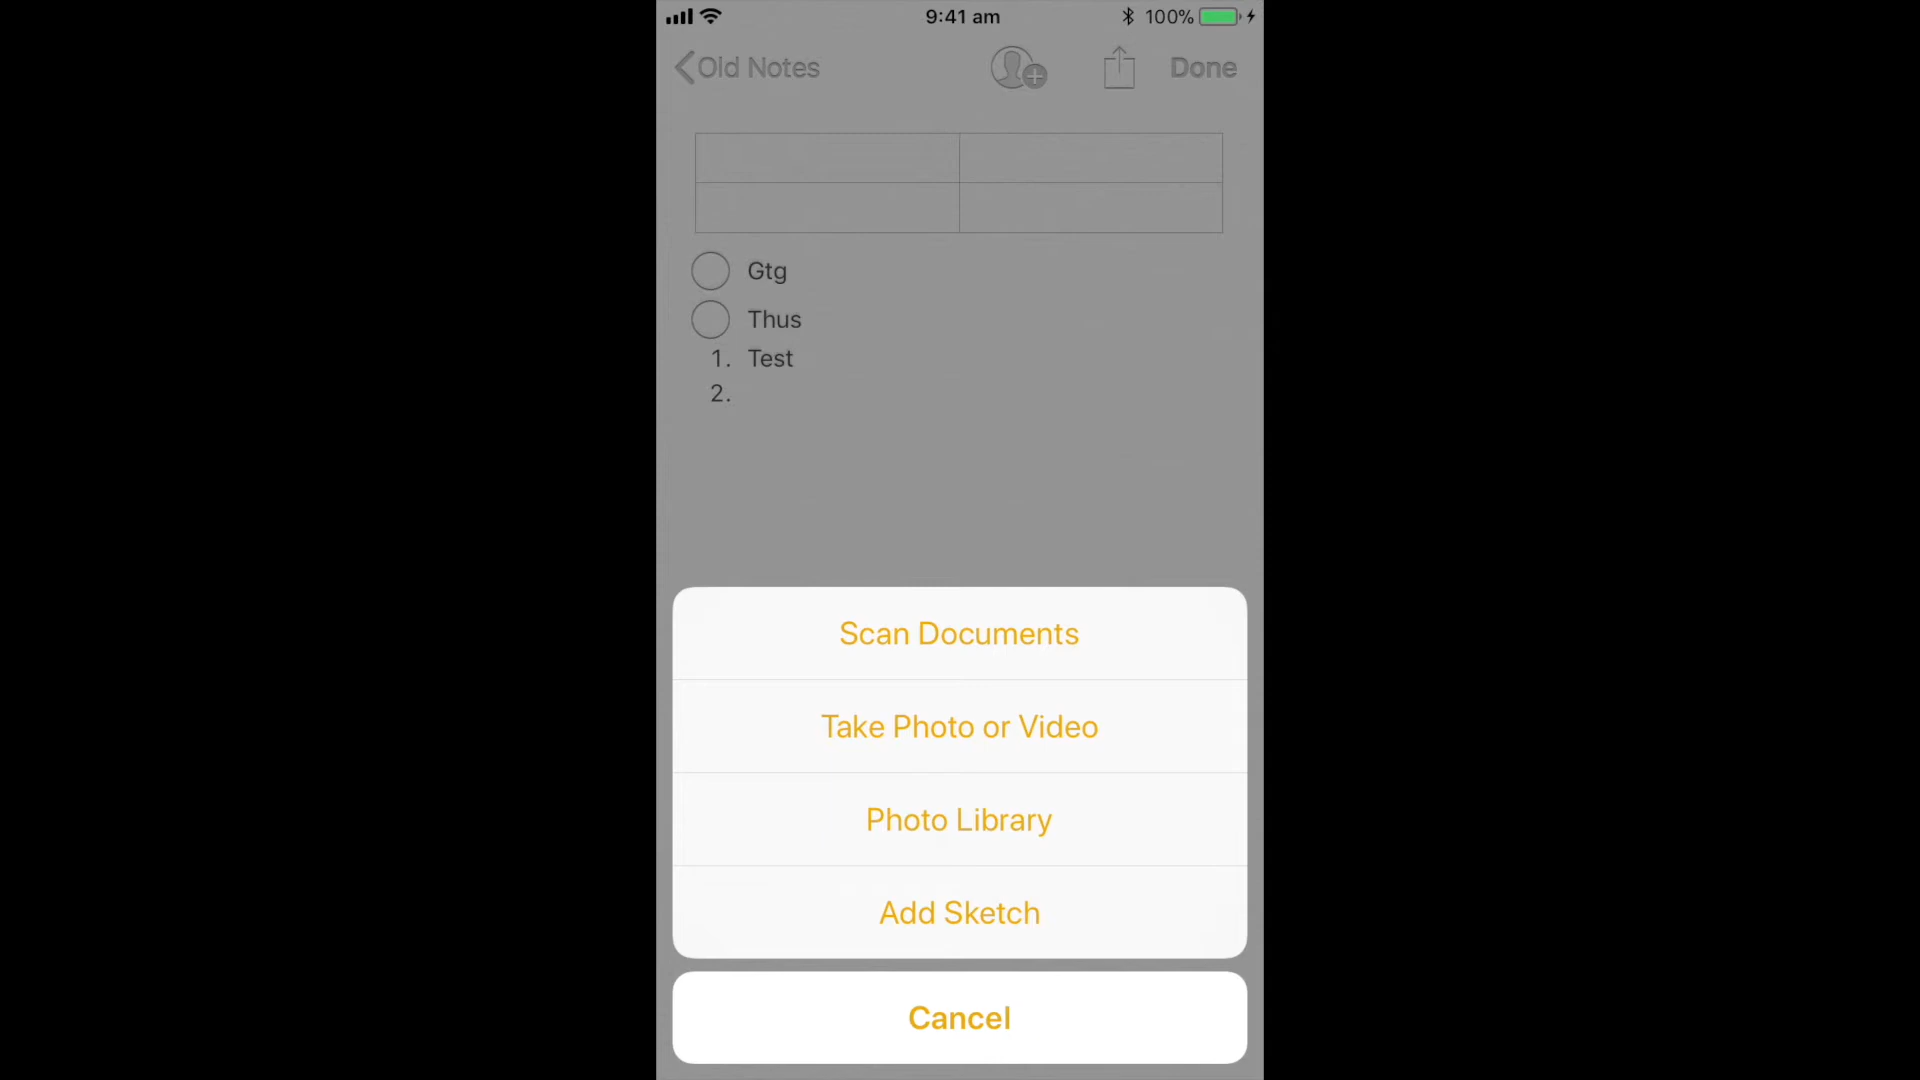 9:41 am
100%
Old Notes
Done
Gtg
Thus
1. Test
2.
Scan Documents
Take Photo or Video
Photo Library
Add Sketch
Cancel